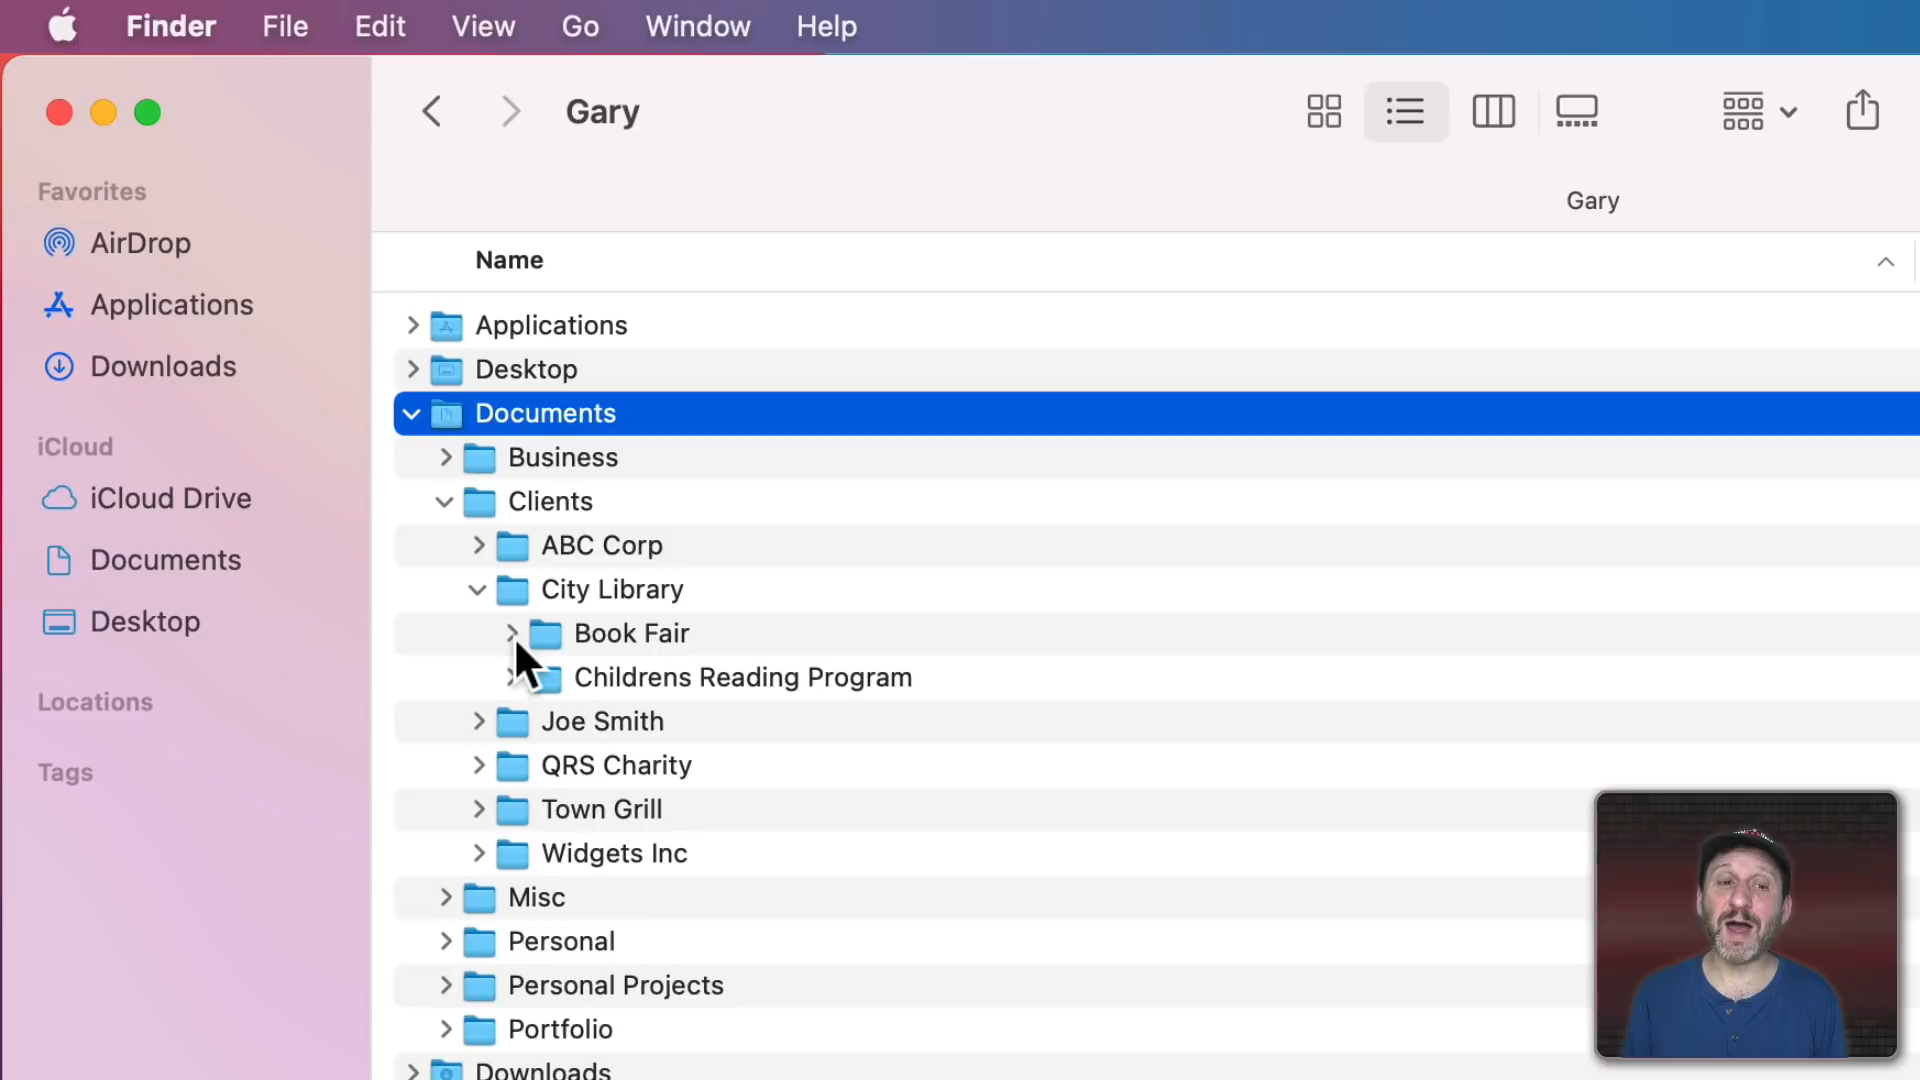 Finder File Edit View Go Window Help
Gary
Gary
Favorites
AirDrop
Applications
Downloads
iCloud
iCloud Drive
Documents
Desktop
Locations
Tags
Name
Applications
Desktop
Documents
Business
Clients
ABC Corp
City Library
Book Fair
Childrens Reading Program
Joe Smith
QRS Charity
Town Grill
Widgets Inc
Misc
Personal
Personal Projects
Portfolio
Downloads